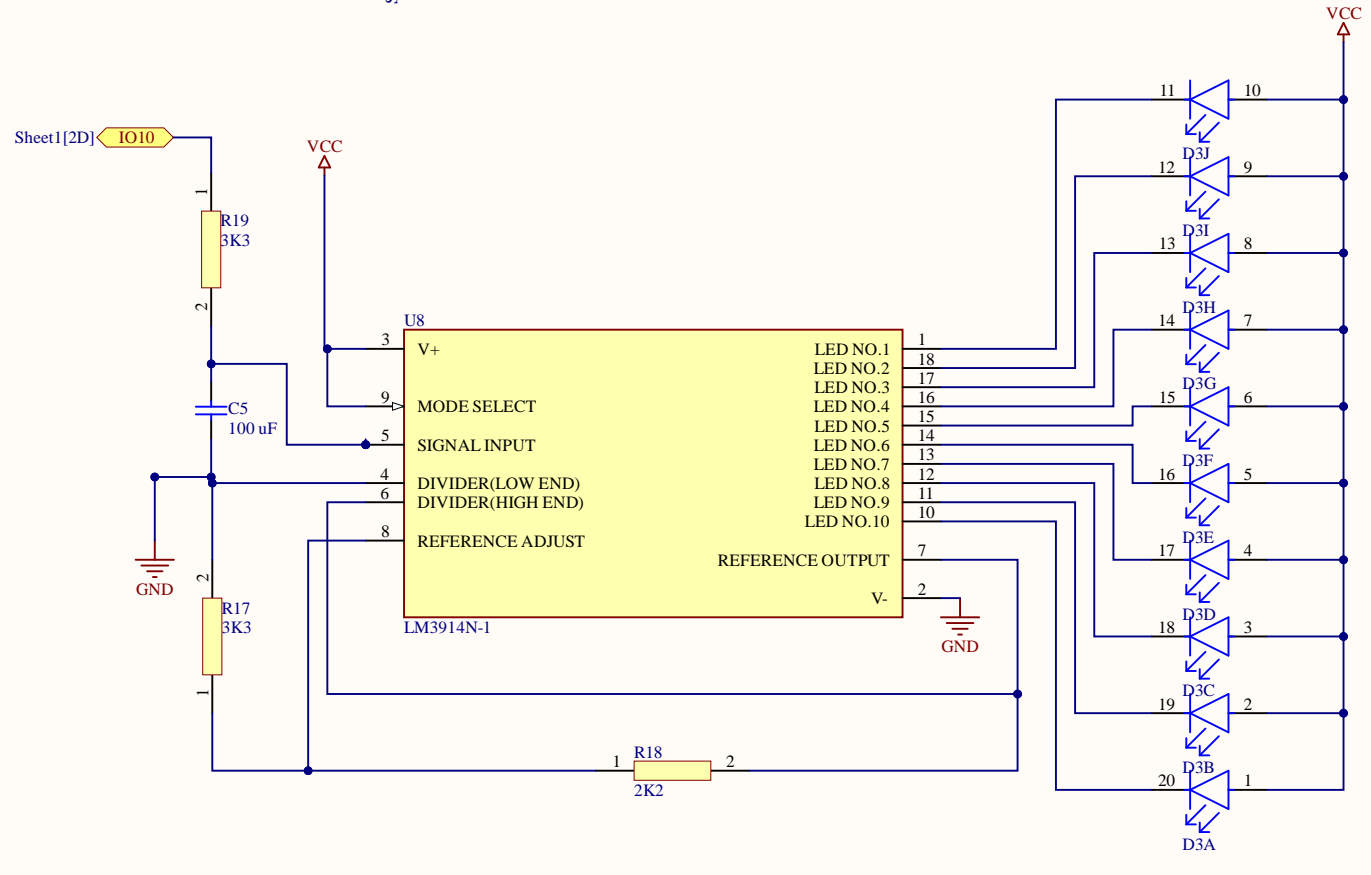 VCC
11
10
D3J
Sheet1[2D]
IO10
VCC
12
9
D3I
1
R19
3K3
2
13
8
D3H
U8
14
7
D3G
3
V+
LED NO.1
1
LED NO.2
18
LED NO.3
17
9
MODE SELECT
LED NO.4
16
15
6
D3F
C5
100 uF
LED NO.5
15
5
SIGNAL INPUT
LED NO.6
14
LED NO.7
13
16
5
D3E
4
DIVIDER(LOW END)
LED NO.8
12
6
DIVIDER(HIGH END)
LED NO.9
11
LED NO.10
10
8
REFERENCE ADJUST
REFERENCE OUTPUT
7
17
4
D3D
GND
2
R17
3K3
1
V-
2
GND
LM3914N-1
18
3
D3C
19
2
D3B
1
R18
2
2K2
20
1
D3A